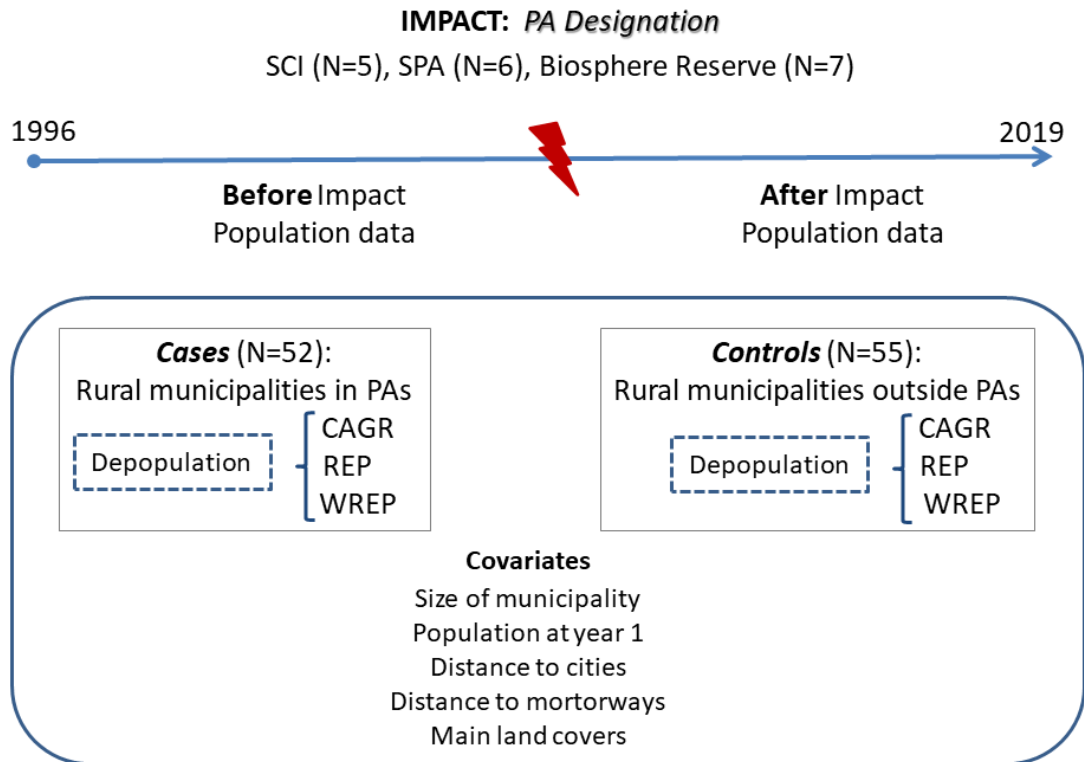 IMPACT: PA Designation
SCI (N=5), SPA (N=6), Biosphere Reserve (N=7)
1996
2019
Before Impact
Population data
After Impact
Population data
Cases (N=52):
Rural municipalities in PAs
Depopulation
CAGR
REP
WREP
Controls (N=55):
Rural municipalities outside PAs
Depopulation
CAGR
REP
WREP
Covariates
Size of municipality
Population at year 1
Distance to cities
Distance to mortorways
Main land covers